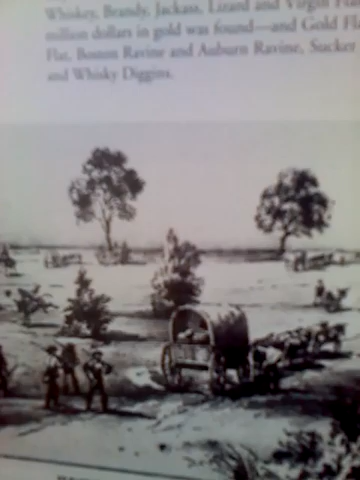 Whiskey, Brandy, Jackass, Lizard and Virgin
million dollars in gold was found—and Gold
Flat, Boston Ravine and Auburn Ravine, Sucker
and Whisky Diggins.